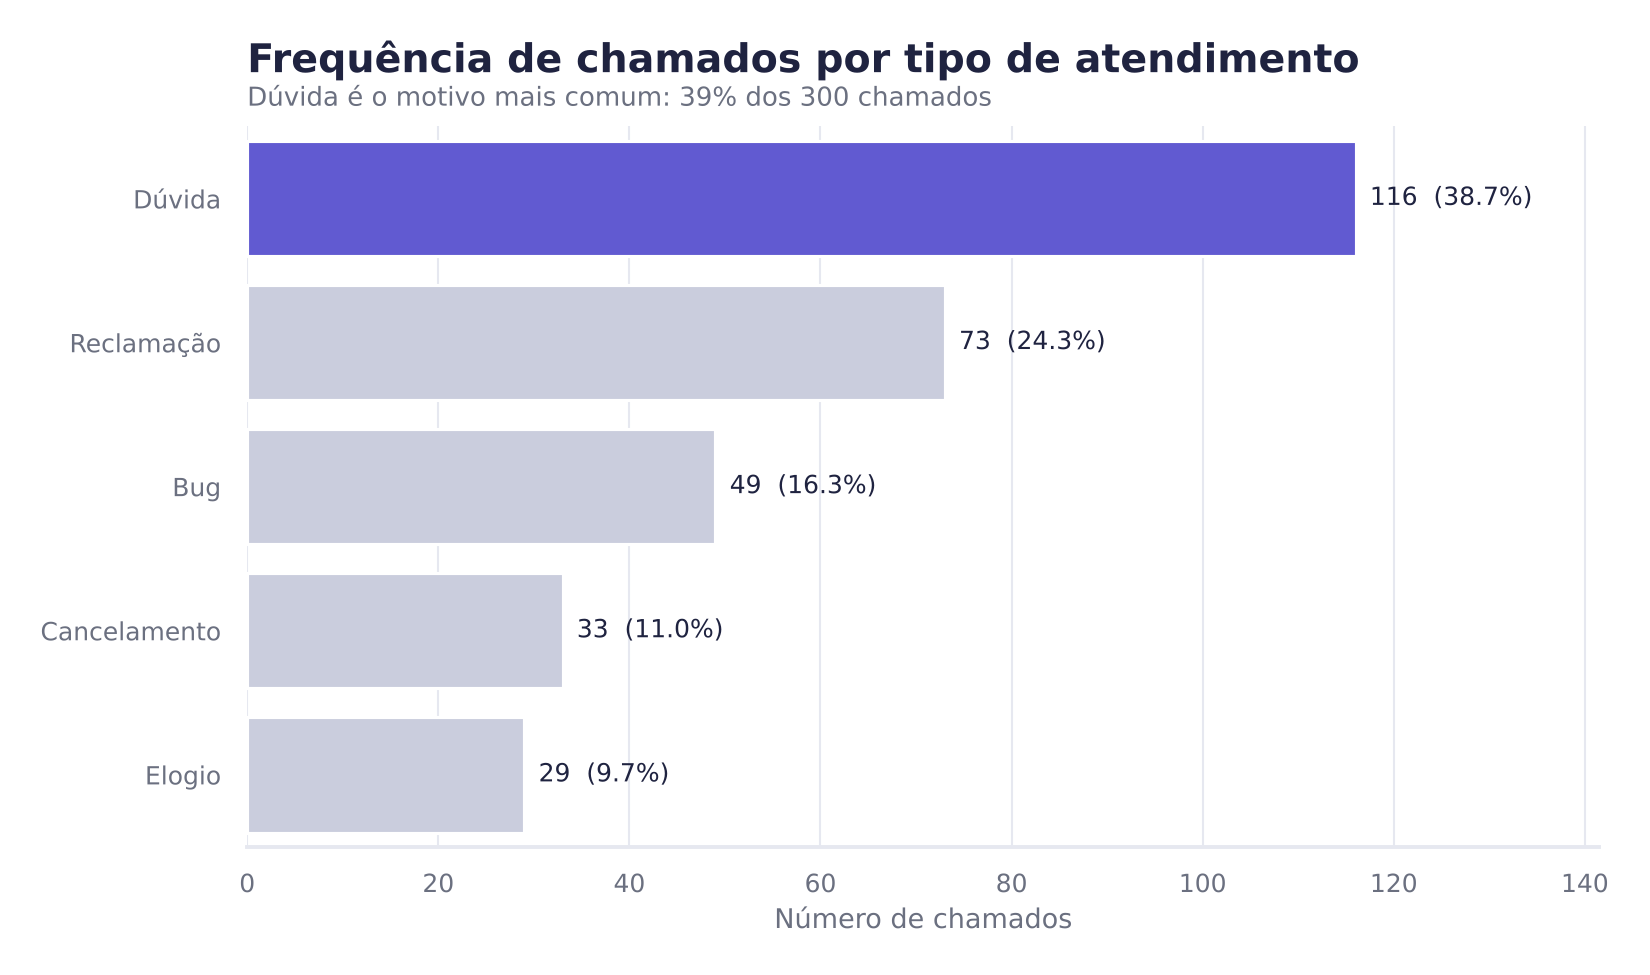 Frequência de chamados por tipo de atendimento
Dúvida é o motivo mais comum: 39% dos 300 chamados
Dúvida 116 (38.7%)
Reclamação 73 (24.3%)
Bug 49 (16.3%)
Cancelamento 33 (11.0%)
Elogio 29 (9.7%)
0 20 40 60 80 100 120 140
Número de chamados